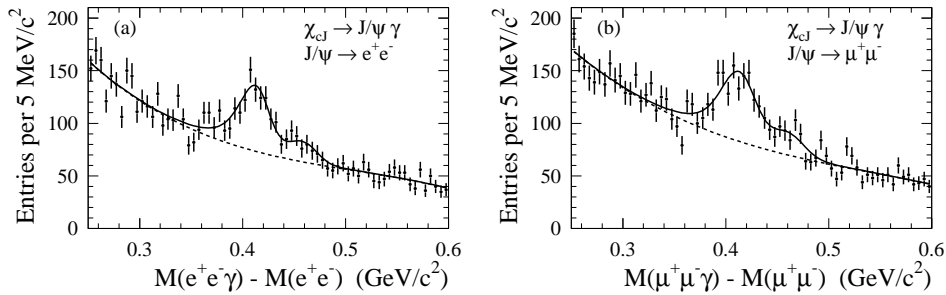 200
150
100
50
0
Entries per 5 MeV/c²
(a)
χcJ → J/ψ γ
J/ψ → e⁺e⁻
0.3 0.4 0.5 0.6
M(e⁺e⁻γ) - M(e⁺e⁻) (GeV/c²)
200
150
100
50
0
Entries per 5 MeV/c²
(b)
χcJ → J/ψ γ
J/ψ → μ⁺μ⁻
0.3 0.4 0.5 0.6
M(μ⁺μ⁻γ) - M(μ⁺μ⁻) (GeV/c²)